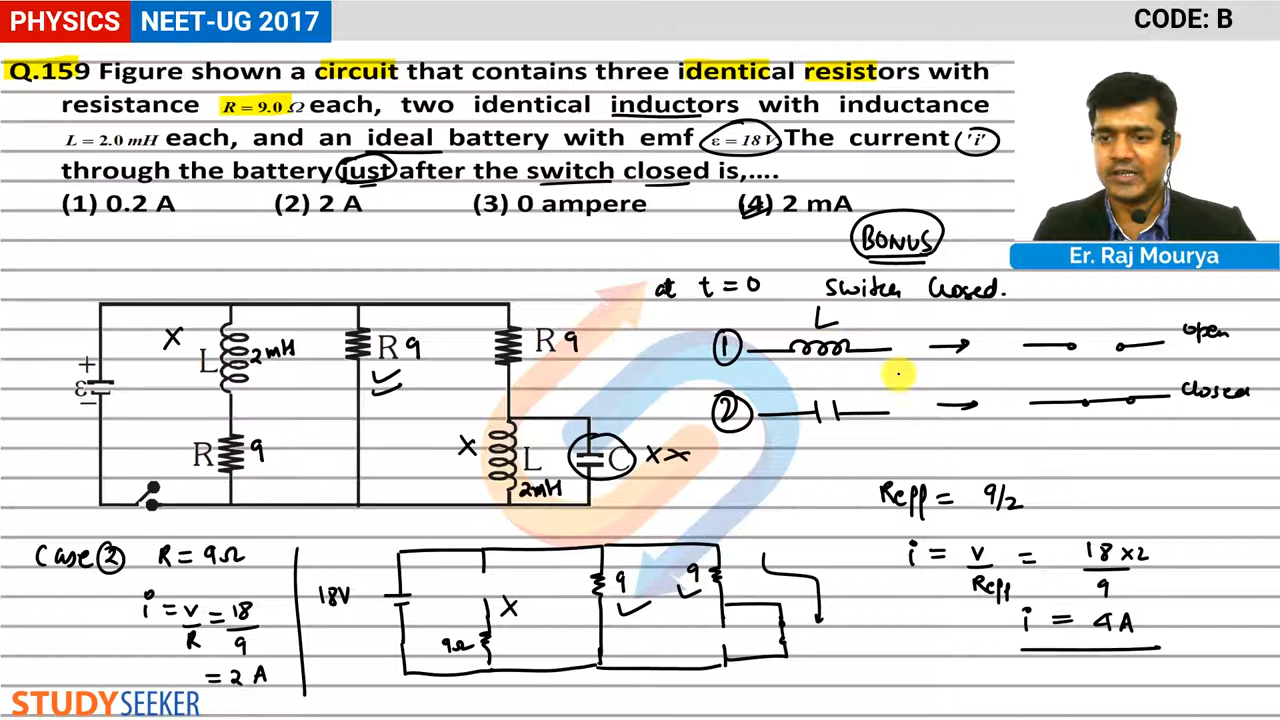 PHYSICS NEET-UG 2017
CODE: B
Q.159 Figure shown a circuit that contains three identical resistors with
resistance R = 9.0 Ω each, two identical inductors with inductance
L = 2.0 mH each, and an ideal battery with emf ε = 18 V The current 'i'
through the battery just after the switch closed is,....
(1) 0.2 A (2) 2 A (3) 0 ampere (4) 2 mA
BONUS
Er. Raj Mourya
at t = 0 Switch Closed.
L
① → open
② → closed
+
ε
−
X L 2mH
R 9
R 9
R 9
X L 2mH
C XX
Reff = 9/2
i = V/Reff = 18×2/9
i = 4A
Case ② R = 9Ω
i = V/R = 18/9
= 2 A
18V
9Ω X
9
9
STUDYSEEKER